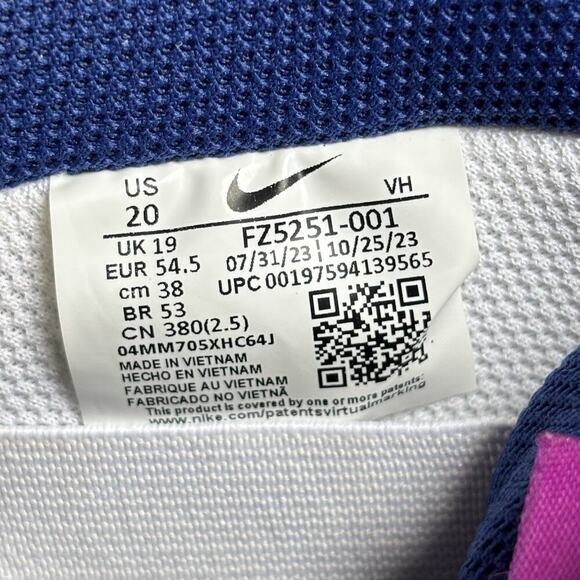 US
20
VH
UK 19
EUR 54.5
cm 38
BR 53
CN 380(2.5)
FZ5251-001
07/31/23 | 10/25/23
UPC 00197594139565
04MM705XHC64J
MADE IN VIETNAM
HECHO EN VIETNAM
FABRIQUE AU VIETNAM
FABRICADO NO VIETNÃ
This product is covered by one or more patents:
www.nike.com/patentsvirtualmarking